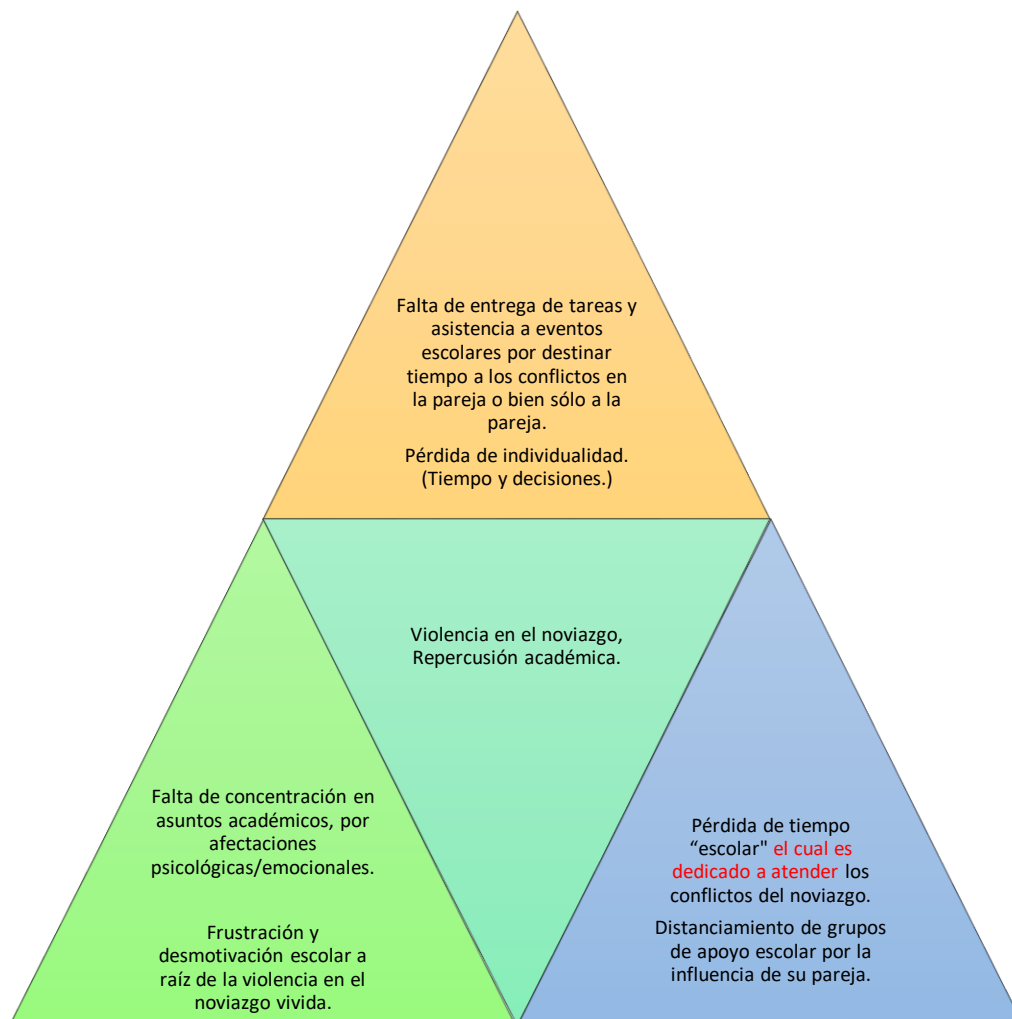 Falta de entrega de tareas y
asistencia a eventos
escolares por destinar
tiempo a los conflictos en
la pareja o bien sólo a la
pareja.
Pérdida de individualidad.
(Tiempo y decisiones.)
Violencia en el noviazgo,
Repercusión académica.
Falta de concentración en
asuntos académicos, por
afectaciones
psicológicas/emocionales.
Frustración y
desmotivación escolar a
raíz de la violencia en el
noviazgo vivida.
Pérdida de tiempo
“escolar" el cual es
dedicado a atender los
conflictos del noviazgo.
Distanciamiento de grupos
de apoyo escolar por la
influencia de su pareja.